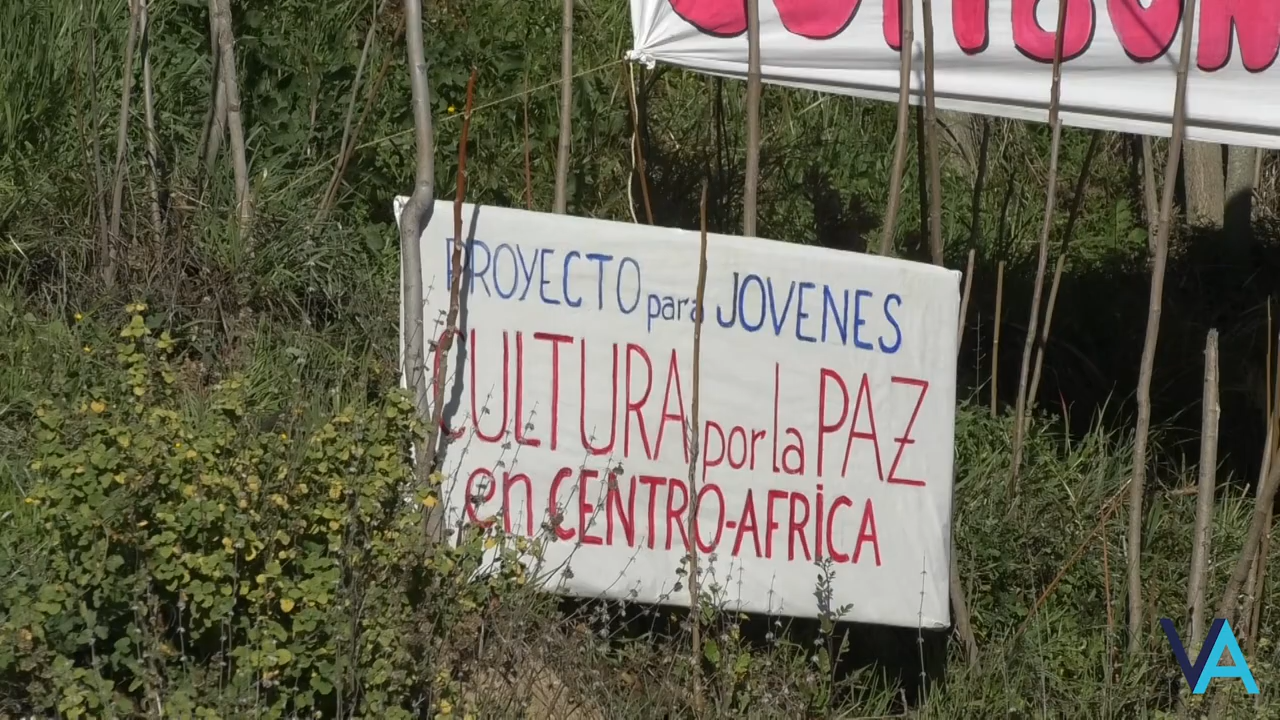 PROYECTO para JOVENES
CULTURA por la PAZ
en CENTRO-AFRICA
VA